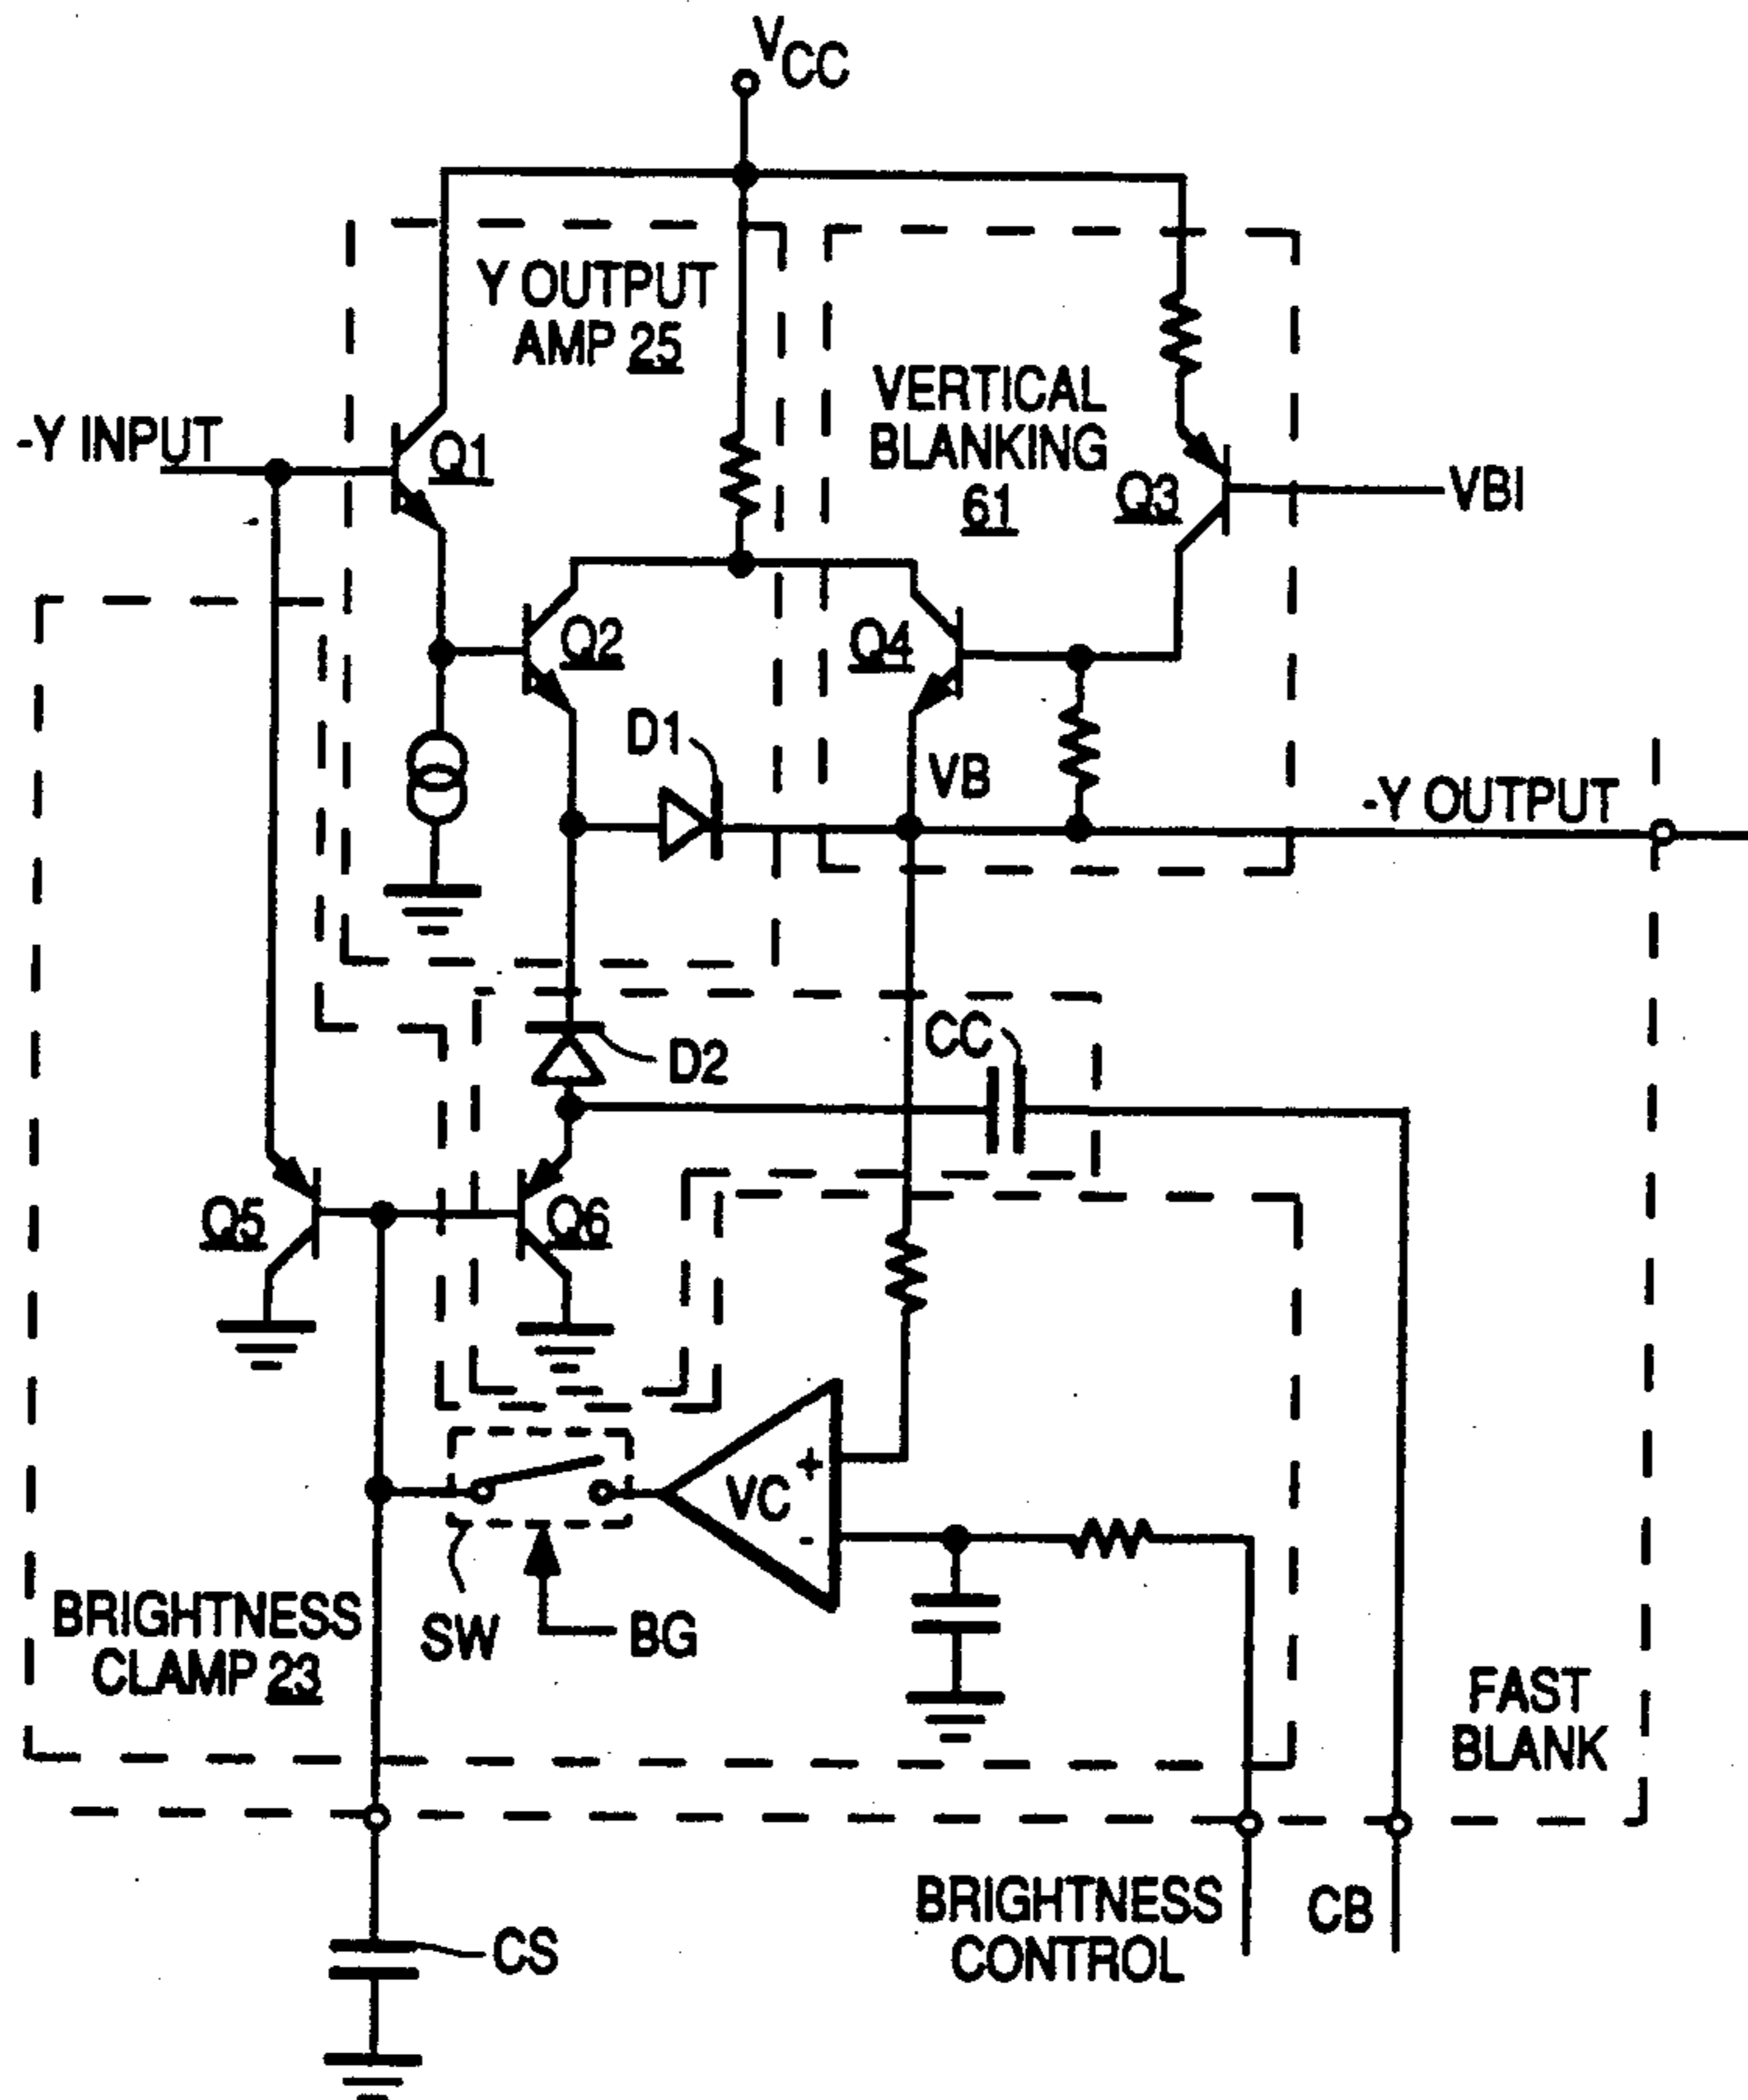 VCC
Y OUTPUT
AMP 25
-Y INPUT
Q1
VERTICAL
BLANKING
61
Q3
VBI
Q2
Q4
D1
VB
-Y OUTPUT
CC
D2
Q5
Q6
VC
+
-
BRIGHTNESS
CLAMP 23
SW
BG
FAST
BLANK
BRIGHTNESS
CONTROL
CB
CS